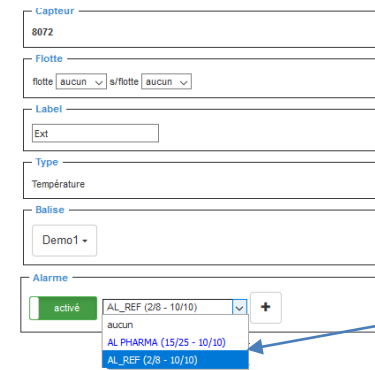 Capteur
8072
Flotte
flotte aucun s/flotte aucun
Label
Ext
Type
Température
Balise
Demo1
Alarme
activé AL_REF (2/8 - 10/10) +
aucun
AL PHARMA (15/25 - 10/10)
AL_REF (2/8 - 10/10)